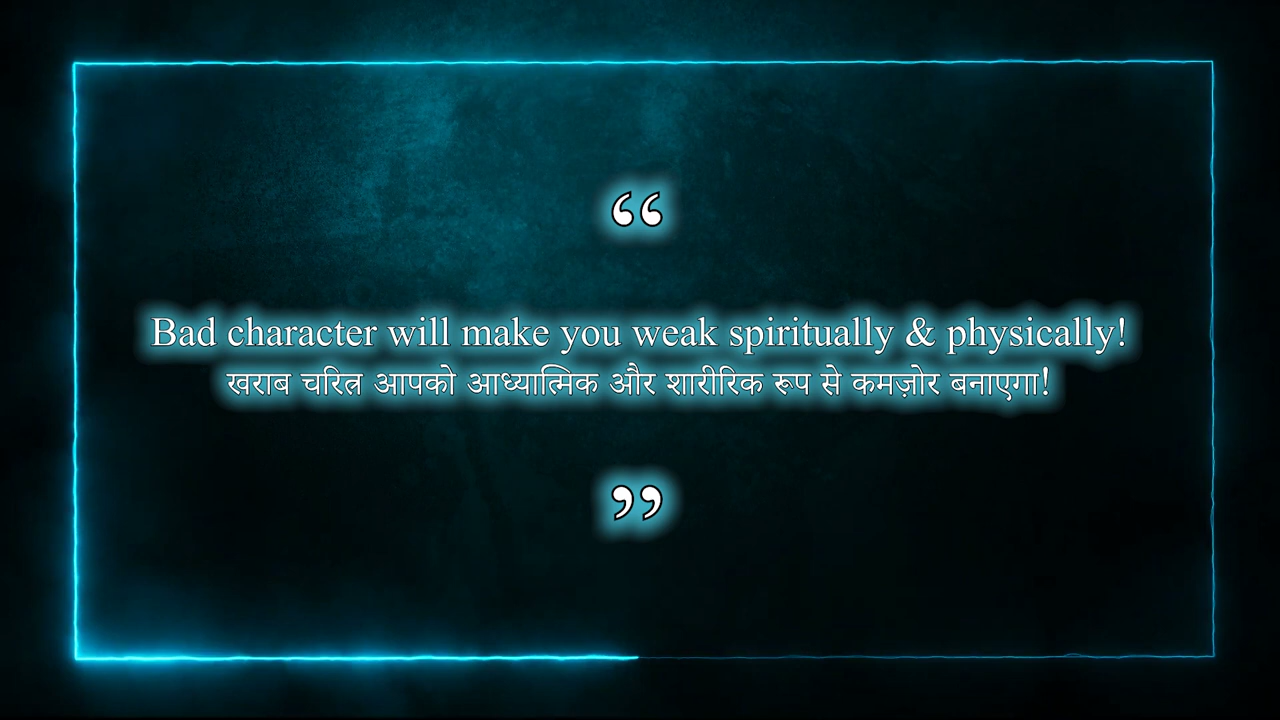 “
Bad character will make you weak spiritually & physically!
खराब चरित्र आपको आध्यात्मिक और शारीरिक रूप से कमज़ोर बनाएगा!
”